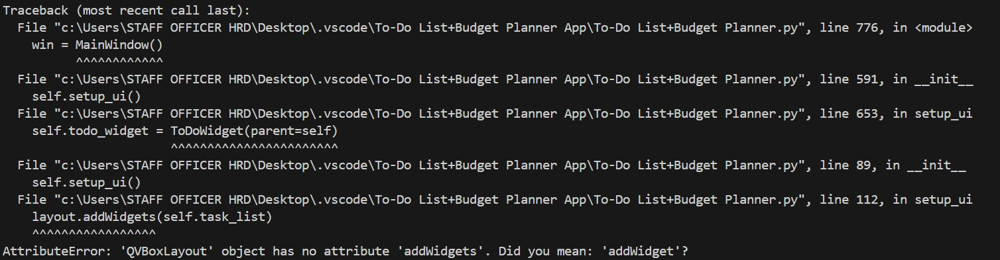 Traceback (most recent call last):
  File "c:\Users\STAFF OFFICER HRD\Desktop\.vscode\To-Do List+Budget Planner App\To-Do List+Budget Planner.py", line 776, in <module>
    win = MainWindow()
          ^^^^^^^^^^^^
  File "c:\Users\STAFF OFFICER HRD\Desktop\.vscode\To-Do List+Budget Planner App\To-Do List+Budget Planner.py", line 591, in __init__
    self.setup_ui()
  File "c:\Users\STAFF OFFICER HRD\Desktop\.vscode\To-Do List+Budget Planner App\To-Do List+Budget Planner.py", line 653, in setup_ui
    self.todo_widget = ToDoWidget(parent=self)
                       ^^^^^^^^^^^^^^^^^^^^^^^
  File "c:\Users\STAFF OFFICER HRD\Desktop\.vscode\To-Do List+Budget Planner App\To-Do List+Budget Planner.py", line 89, in __init__
    self.setup_ui()
  File "c:\Users\STAFF OFFICER HRD\Desktop\.vscode\To-Do List+Budget Planner App\To-Do List+Budget Planner.py", line 112, in setup_ui
    layout.addWidgets(self.task_list)
    ^^^^^^^^^^^^^^^^^
AttributeError: 'QVBoxLayout' object has no attribute 'addWidgets'. Did you mean: 'addWidget'?